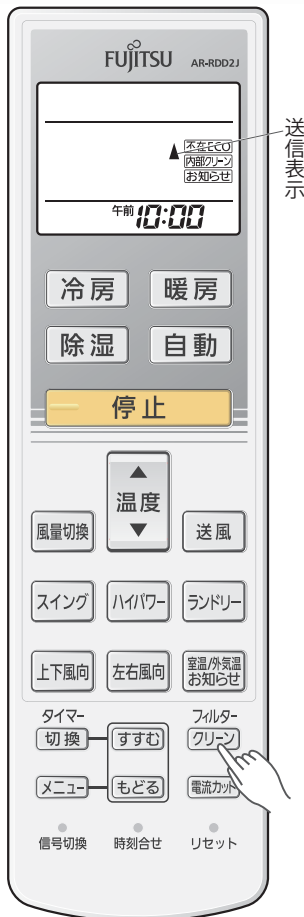 FUJITSU AR-RDD2J
不在ECO
内部クリーン
お知らせ
送信表示
午前10:00
冷房 暖房
除湿 自動
停止
温度
風量切換 送風
スイング ハイパワー ランドリー
上下風向 左右風向 室温/外気温
お知らせ
タイマー フィルター
切換 すすむ クリーン
メニュー もどる 電流カット
信号切換 時刻合せ リセット